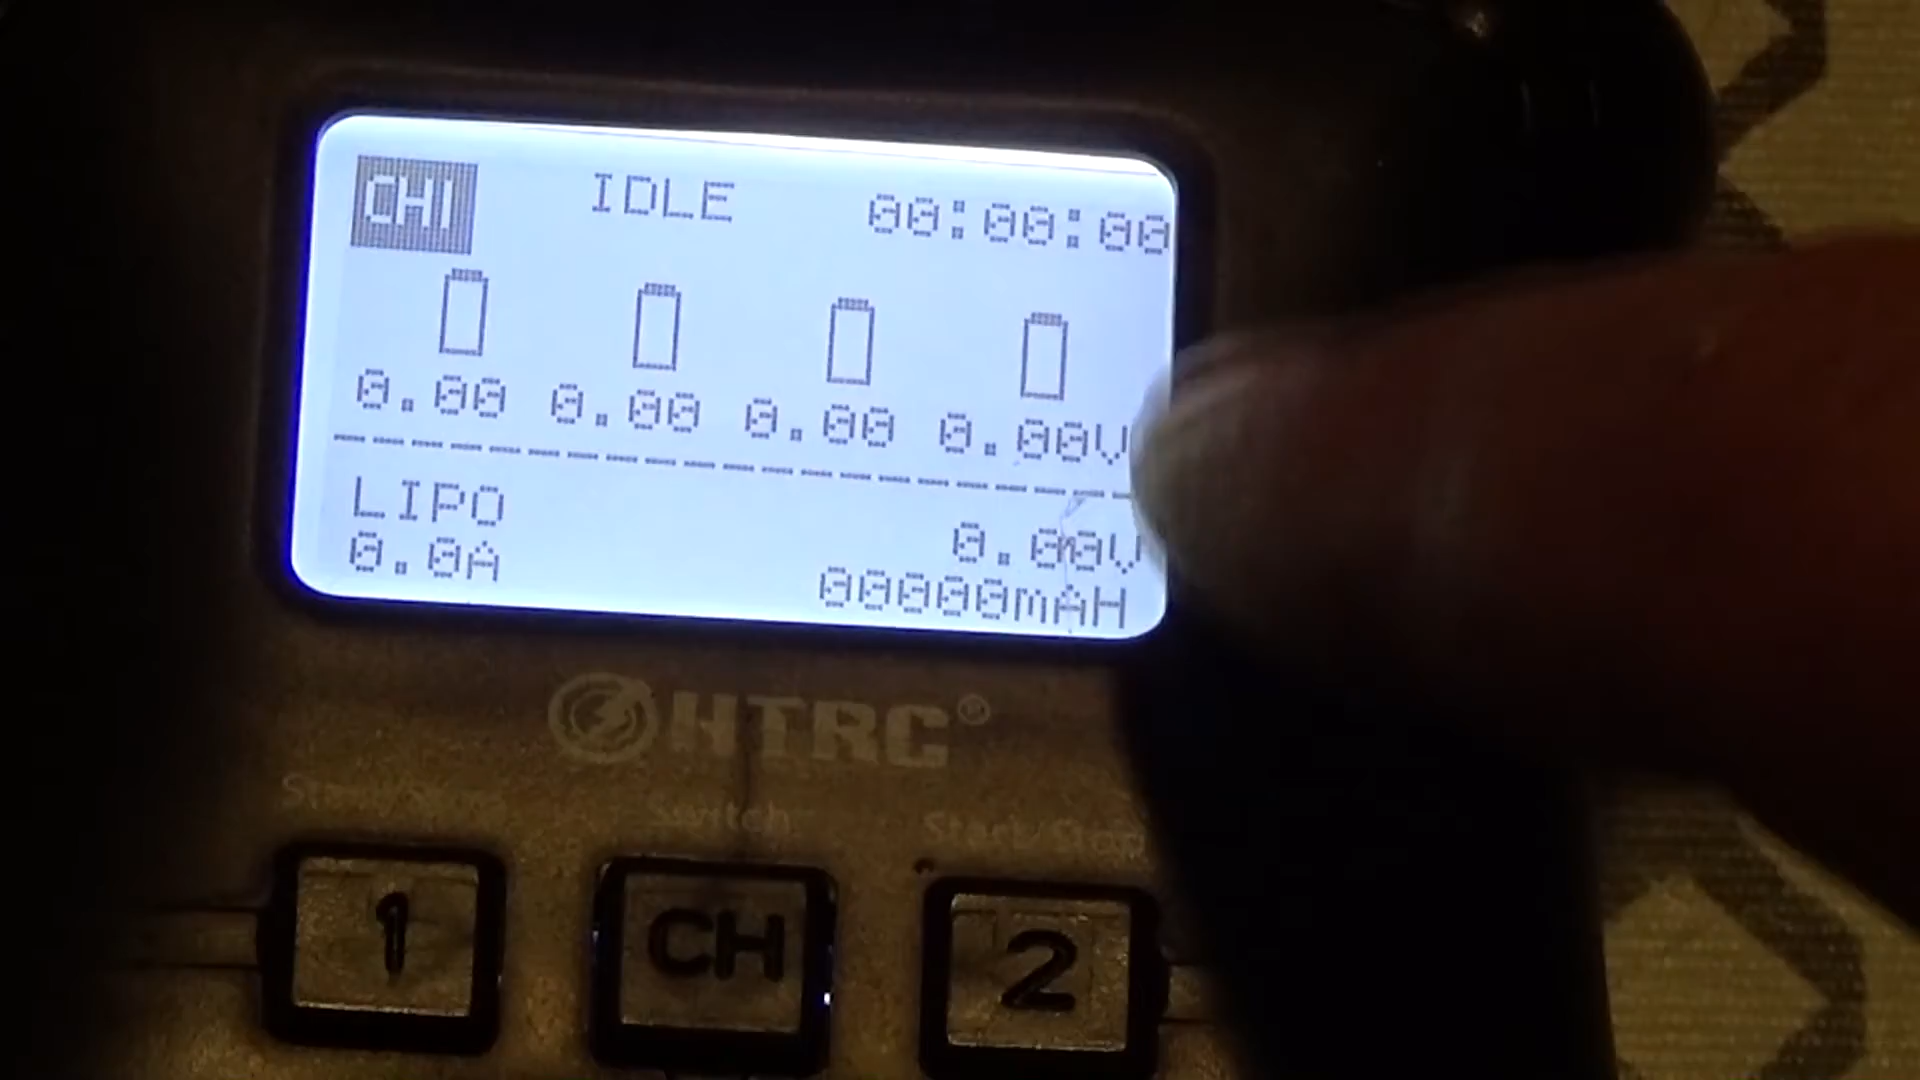 CH1 IDLE 00:00:00
0.00 0.00 0.00 0.00V
LIPO 0.00V
0.0A 00000mAH
HTRC®
Start/Stop Switch Start/Stop
1 CH 2